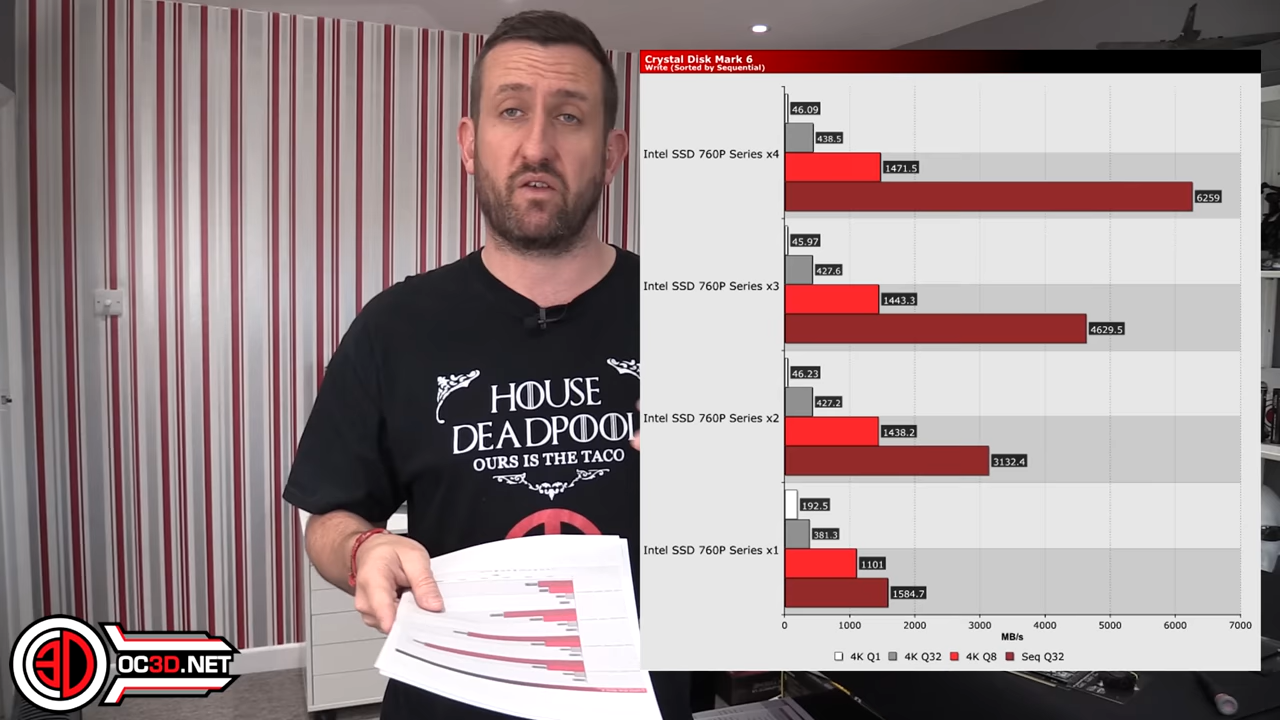 Crystal Disk Mark 6
Write (Sorted by Sequential)
Intel SSD 760P Series x4
46.09
438.5
1471.5
6259
Intel SSD 760P Series x3
45.97
427.6
1443.3
4629.5
Intel SSD 760P Series x2
46.23
427.2
1438.2
3132.4
Intel SSD 760P Series x1
192.5
381.3
1101
1584.7
0 1000 2000 3000 4000 5000 6000 7000
MB/s
4K Q1 4K Q32 4K Q8 Seq Q32
HOUSE
DEADPOOL
OURS IS THE TACO
OC3D.NET